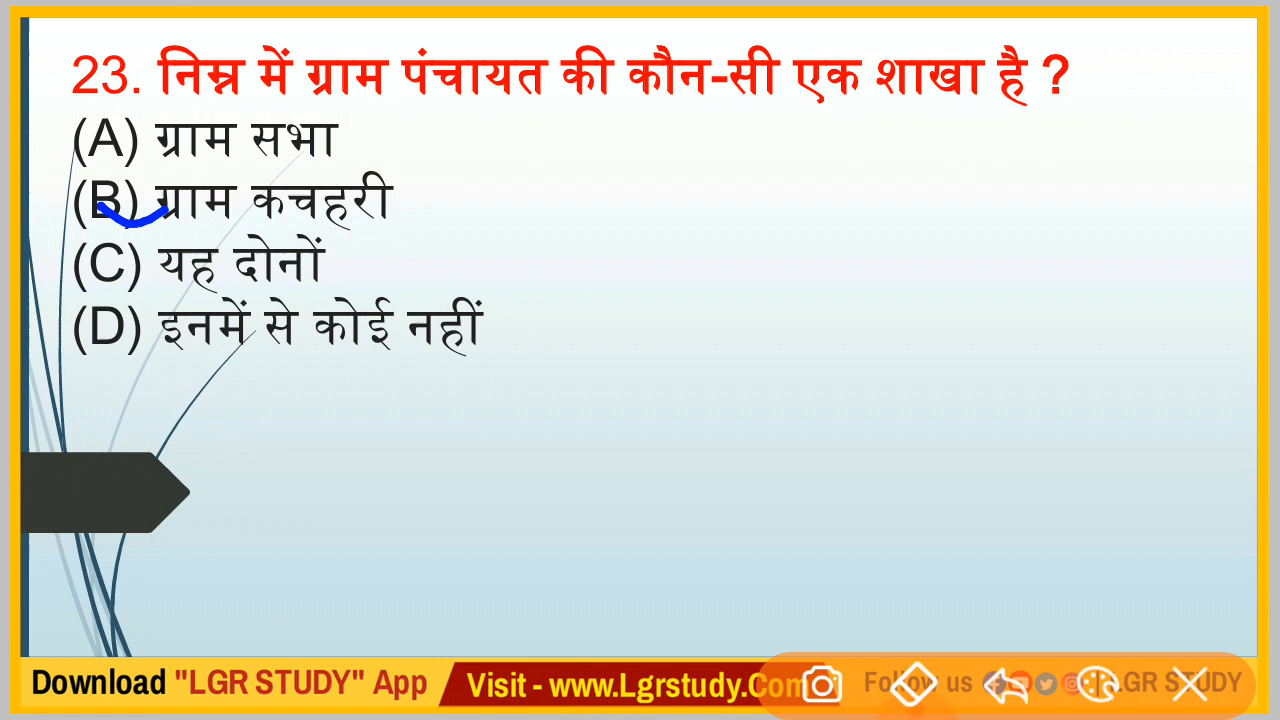 23. निम्न में ग्राम पंचायत की कौन-सी एक शाखा है ?
(A) ग्राम सभा
(B) ग्राम कचहरी
(C) यह दोनों
(D) इनमें से कोई नहीं
Download "LGR STUDY" App Visit - www.Lgrstudy.Com Follow us LGR STUDY